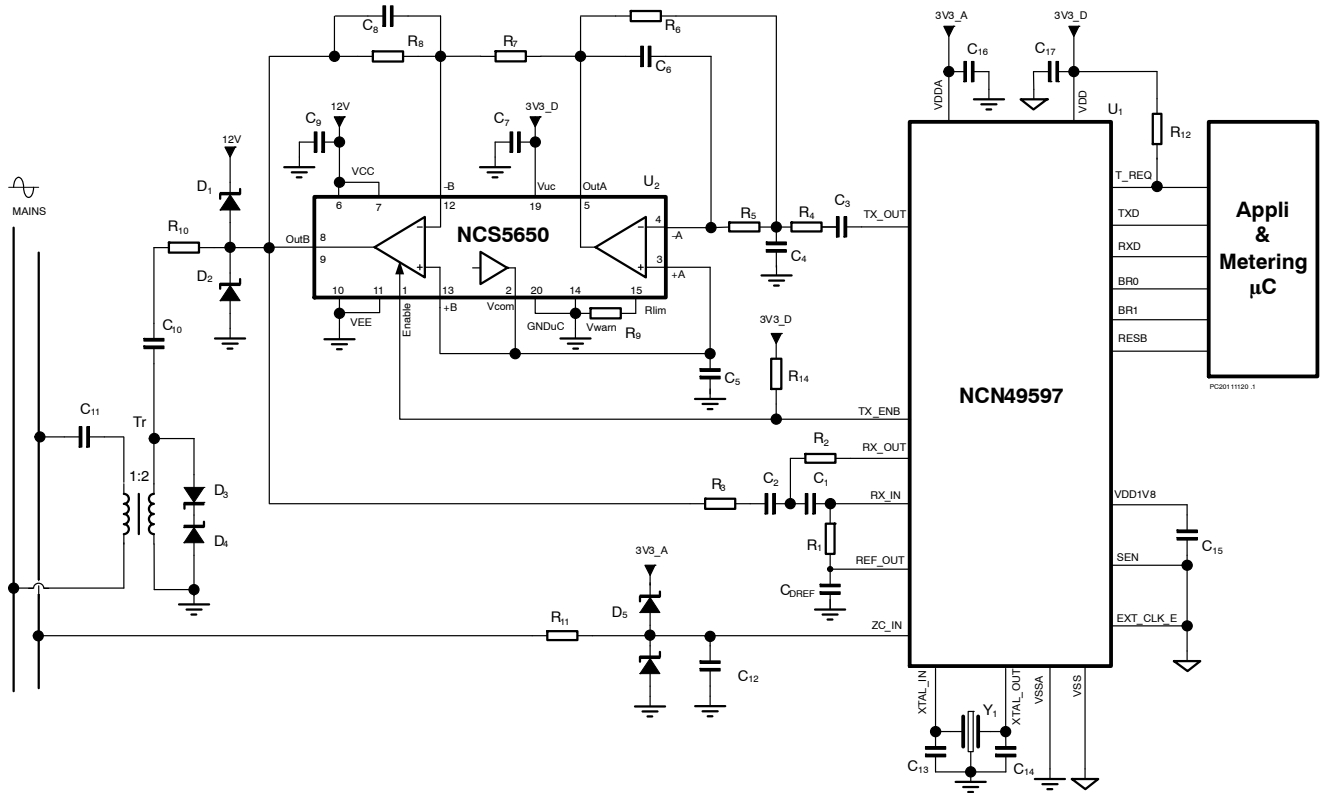 3V3_A
3V3_D
C8
R6
R8
R7
C6
C16
C17
VDDA
VDD
U1
R12
12V
3V3_D
C9
C7
12V
VCC
-B
Vuc
OutA
U2
D1
6
7
12
19
5
MAINS
R10
OutB
8
9
NCS5650
4
-A
3
+A
R5
R4
C3
C4
TX_OUT
T_REQ
TXD
RXD
BR0
BR1
RESB
Appli
&
Metering
µC
PC20111120 .1
D2
10
11
1
13
2
20
14
15
VEE
Enable
+B
Vcom
GNDuC
Vwarn
R9
Rlim
3V3_D
C10
C5
R14
NCN49597
TX_ENB
C11
Tr
1:2
R2
RX_OUT
D3
D4
R3
C2
C1
RX_IN
R1
REF_OUT
CDREF
VDD1V8
C15
SEN
EXT_CLK_E
3V3_A
D5
R11
ZC_IN
C12
XTAL_IN
XTAL_OUT
VSSA
VSS
Y1
C13
C14